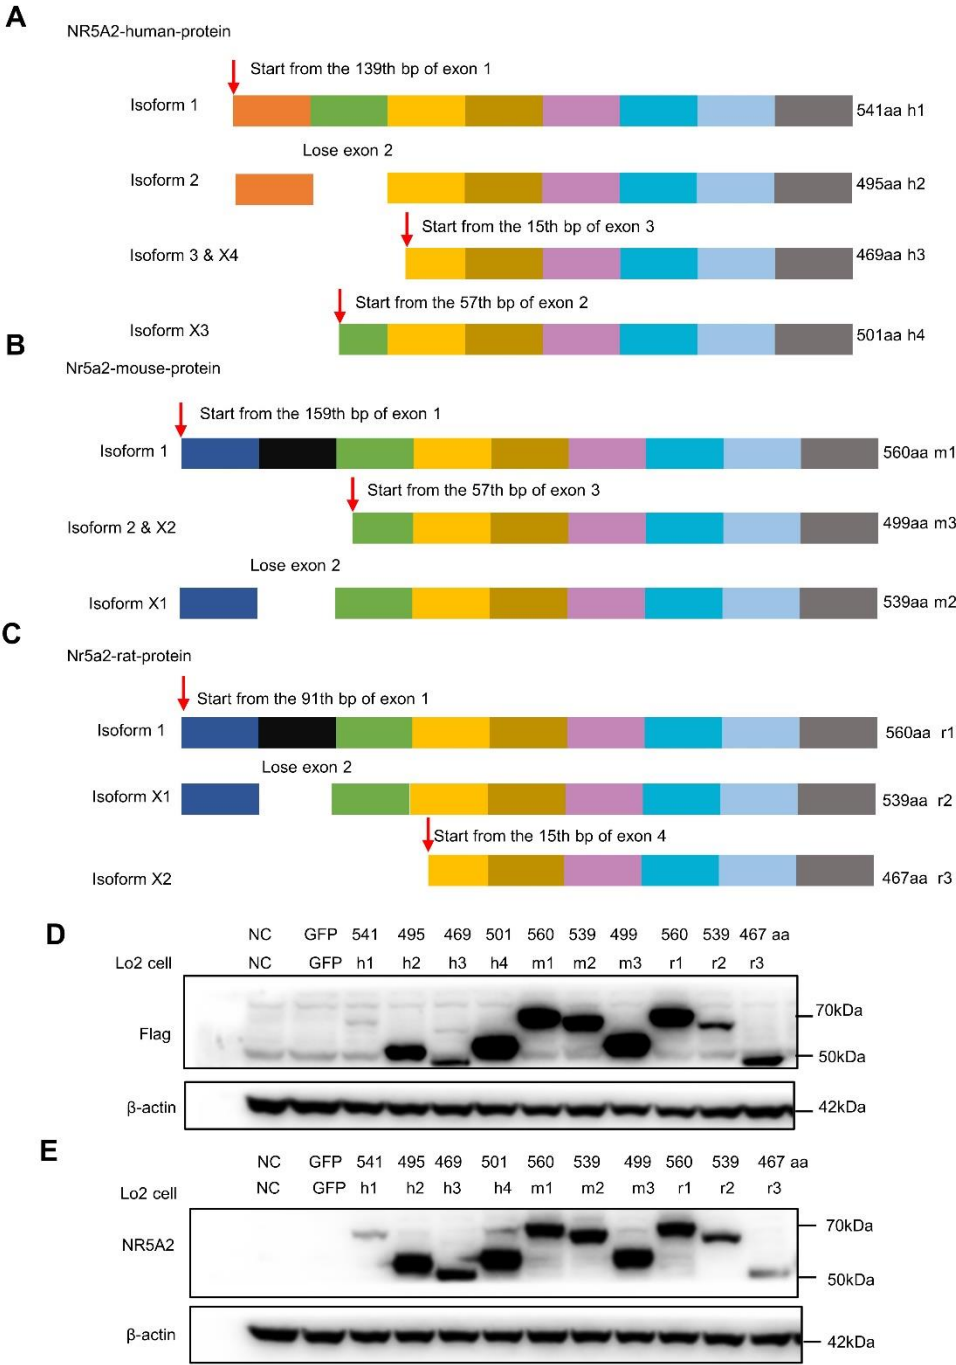 A
NR5A2-human-protein
Start from the 139th bp of exon 1
Isoform 1
541aa h1
Lose exon 2
Isoform 2
495aa h2
Start from the 15th bp of exon 3
Isoform 3 & X4
469aa h3
Start from the 57th bp of exon 2
Isoform X3
501aa h4
B
Nr5a2-mouse-protein
Start from the 159th bp of exon 1
Isoform 1
560aa m1
Start from the 57th bp of exon 3
Isoform 2 & X2
499aa m3
Lose exon 2
Isoform X1
539aa m2
C
Nr5a2-rat-protein
Start from the 91th bp of exon 1
Isoform 1
560aa r1
Lose exon 2
Isoform X1
539aa r2
Start from the 15th bp of exon 4
Isoform X2
467aa r3
D
NC GFP 541 495 469 501 560 539 499 560 539 467 aa
Lo2 cell NC GFP h1 h2 h3 h4 m1 m2 m3 r1 r2 r3
Flag
70kDa
50kDa
β-actin
42kDa
E
NC GFP 541 495 469 501 560 539 499 560 539 467 aa
Lo2 cell NC GFP h1 h2 h3 h4 m1 m2 m3 r1 r2 r3
NR5A2
70kDa
50kDa
β-actin
42kDa